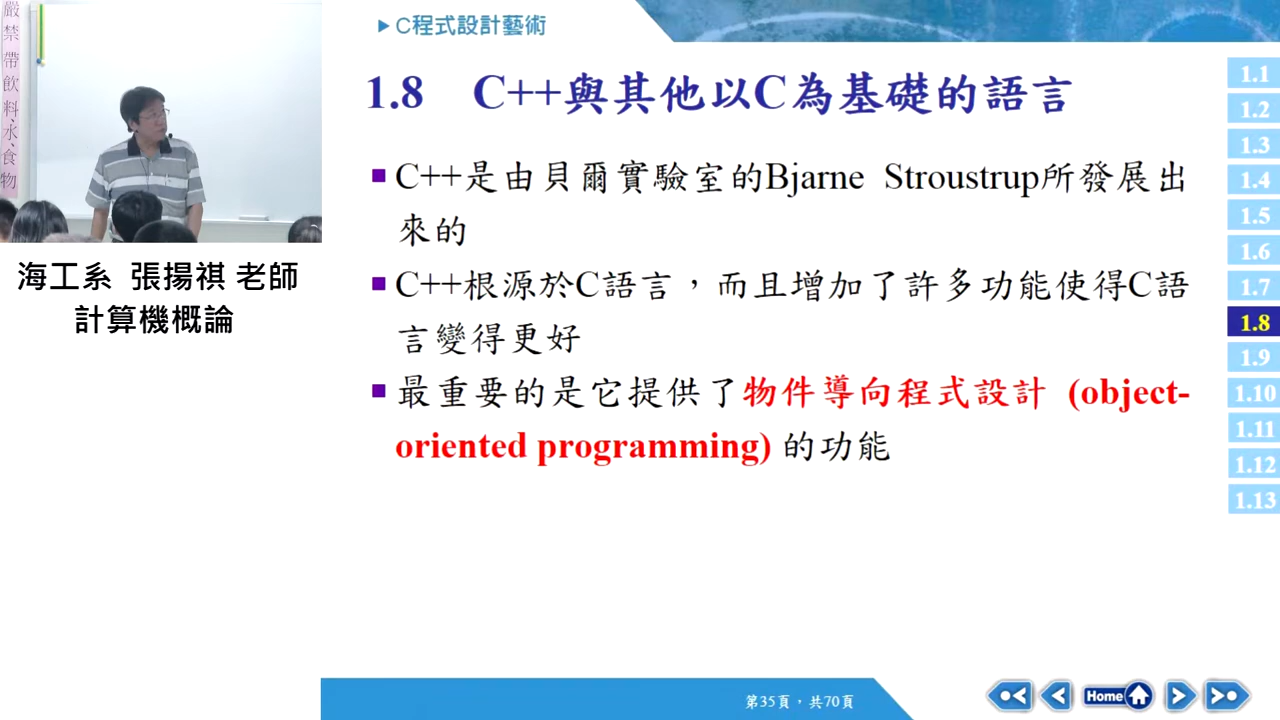 嚴禁帶飲料、水、食物
海工系 張揚祺 老師
計算機概論
C程式設計藝術
1.8 C++與其他以C為基礎的語言
C++是由貝爾實驗室的Bjarne Stroustrup所發展出
來的
C++根源於C語言，而且增加了許多功能使得C語
言變得更好
最重要的是它提供了物件導向程式設計 (object-
oriented programming) 的功能
1.1
1.2
1.3
1.4
1.5
1.6
1.7
1.8
1.9
1.10
1.11
1.12
1.13
第35頁，共70頁
Home